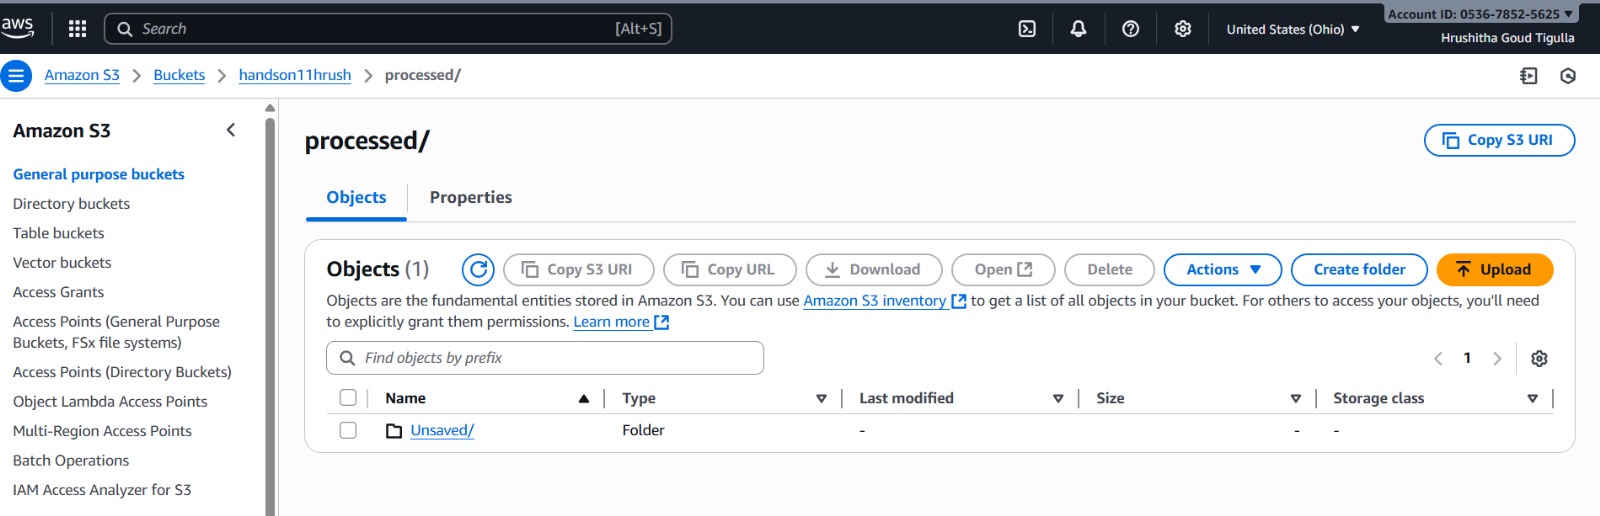 aws Search [Alt+S] United States (Ohio) Account ID: 0536-7852-5625
Hrushitha Goud Tigulla
Amazon S3 Buckets handson11hrush processed/
Amazon S3
General purpose buckets
Directory buckets
Table buckets
Vector buckets
Access Grants
Access Points (General Purpose
Buckets, FSx file systems)
Access Points (Directory Buckets)
Object Lambda Access Points
Multi-Region Access Points
Batch Operations
IAM Access Analyzer for S3
processed/
Copy S3 URI
Objects Properties
Objects (1) Copy S3 URI Copy URL Download Open Delete Actions Create folder Upload
Objects are the fundamental entities stored in Amazon S3. You can use Amazon S3 inventory to get a list of all objects in your bucket. For others to access your objects, you'll need
to explicitly grant them permissions. Learn more
Find objects by prefix 1
Name Type Last modified Size Storage class
Unsaved/ Folder - - -